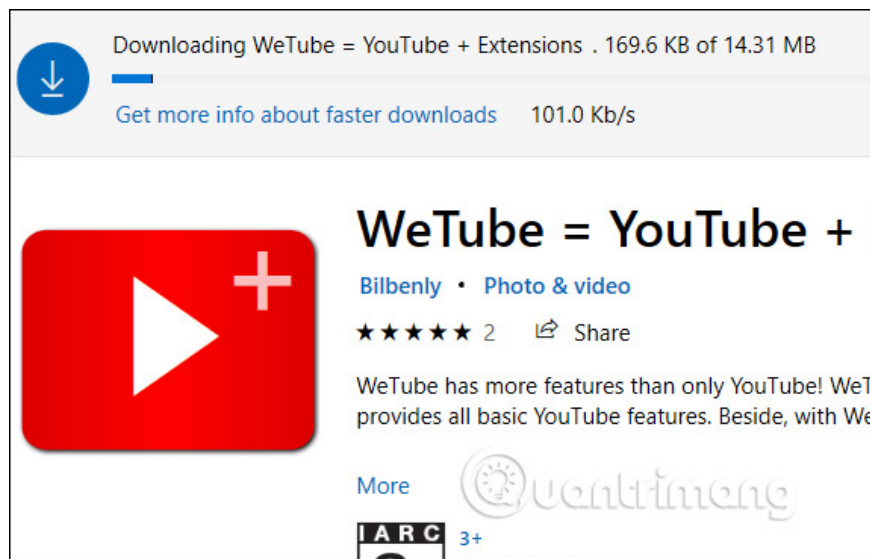 Downloading WeTube = YouTube + Extensions . 169.6 KB of 14.31 MB
Get more info about faster downloads 101.0 Kb/s
WeTube = YouTube +
Bilbenly • Photo & video
★★★★★ 2 Share
WeTube has more features than only YouTube! WeT
provides all basic YouTube features. Beside, with We
More
Quantrimang
IARC
3+